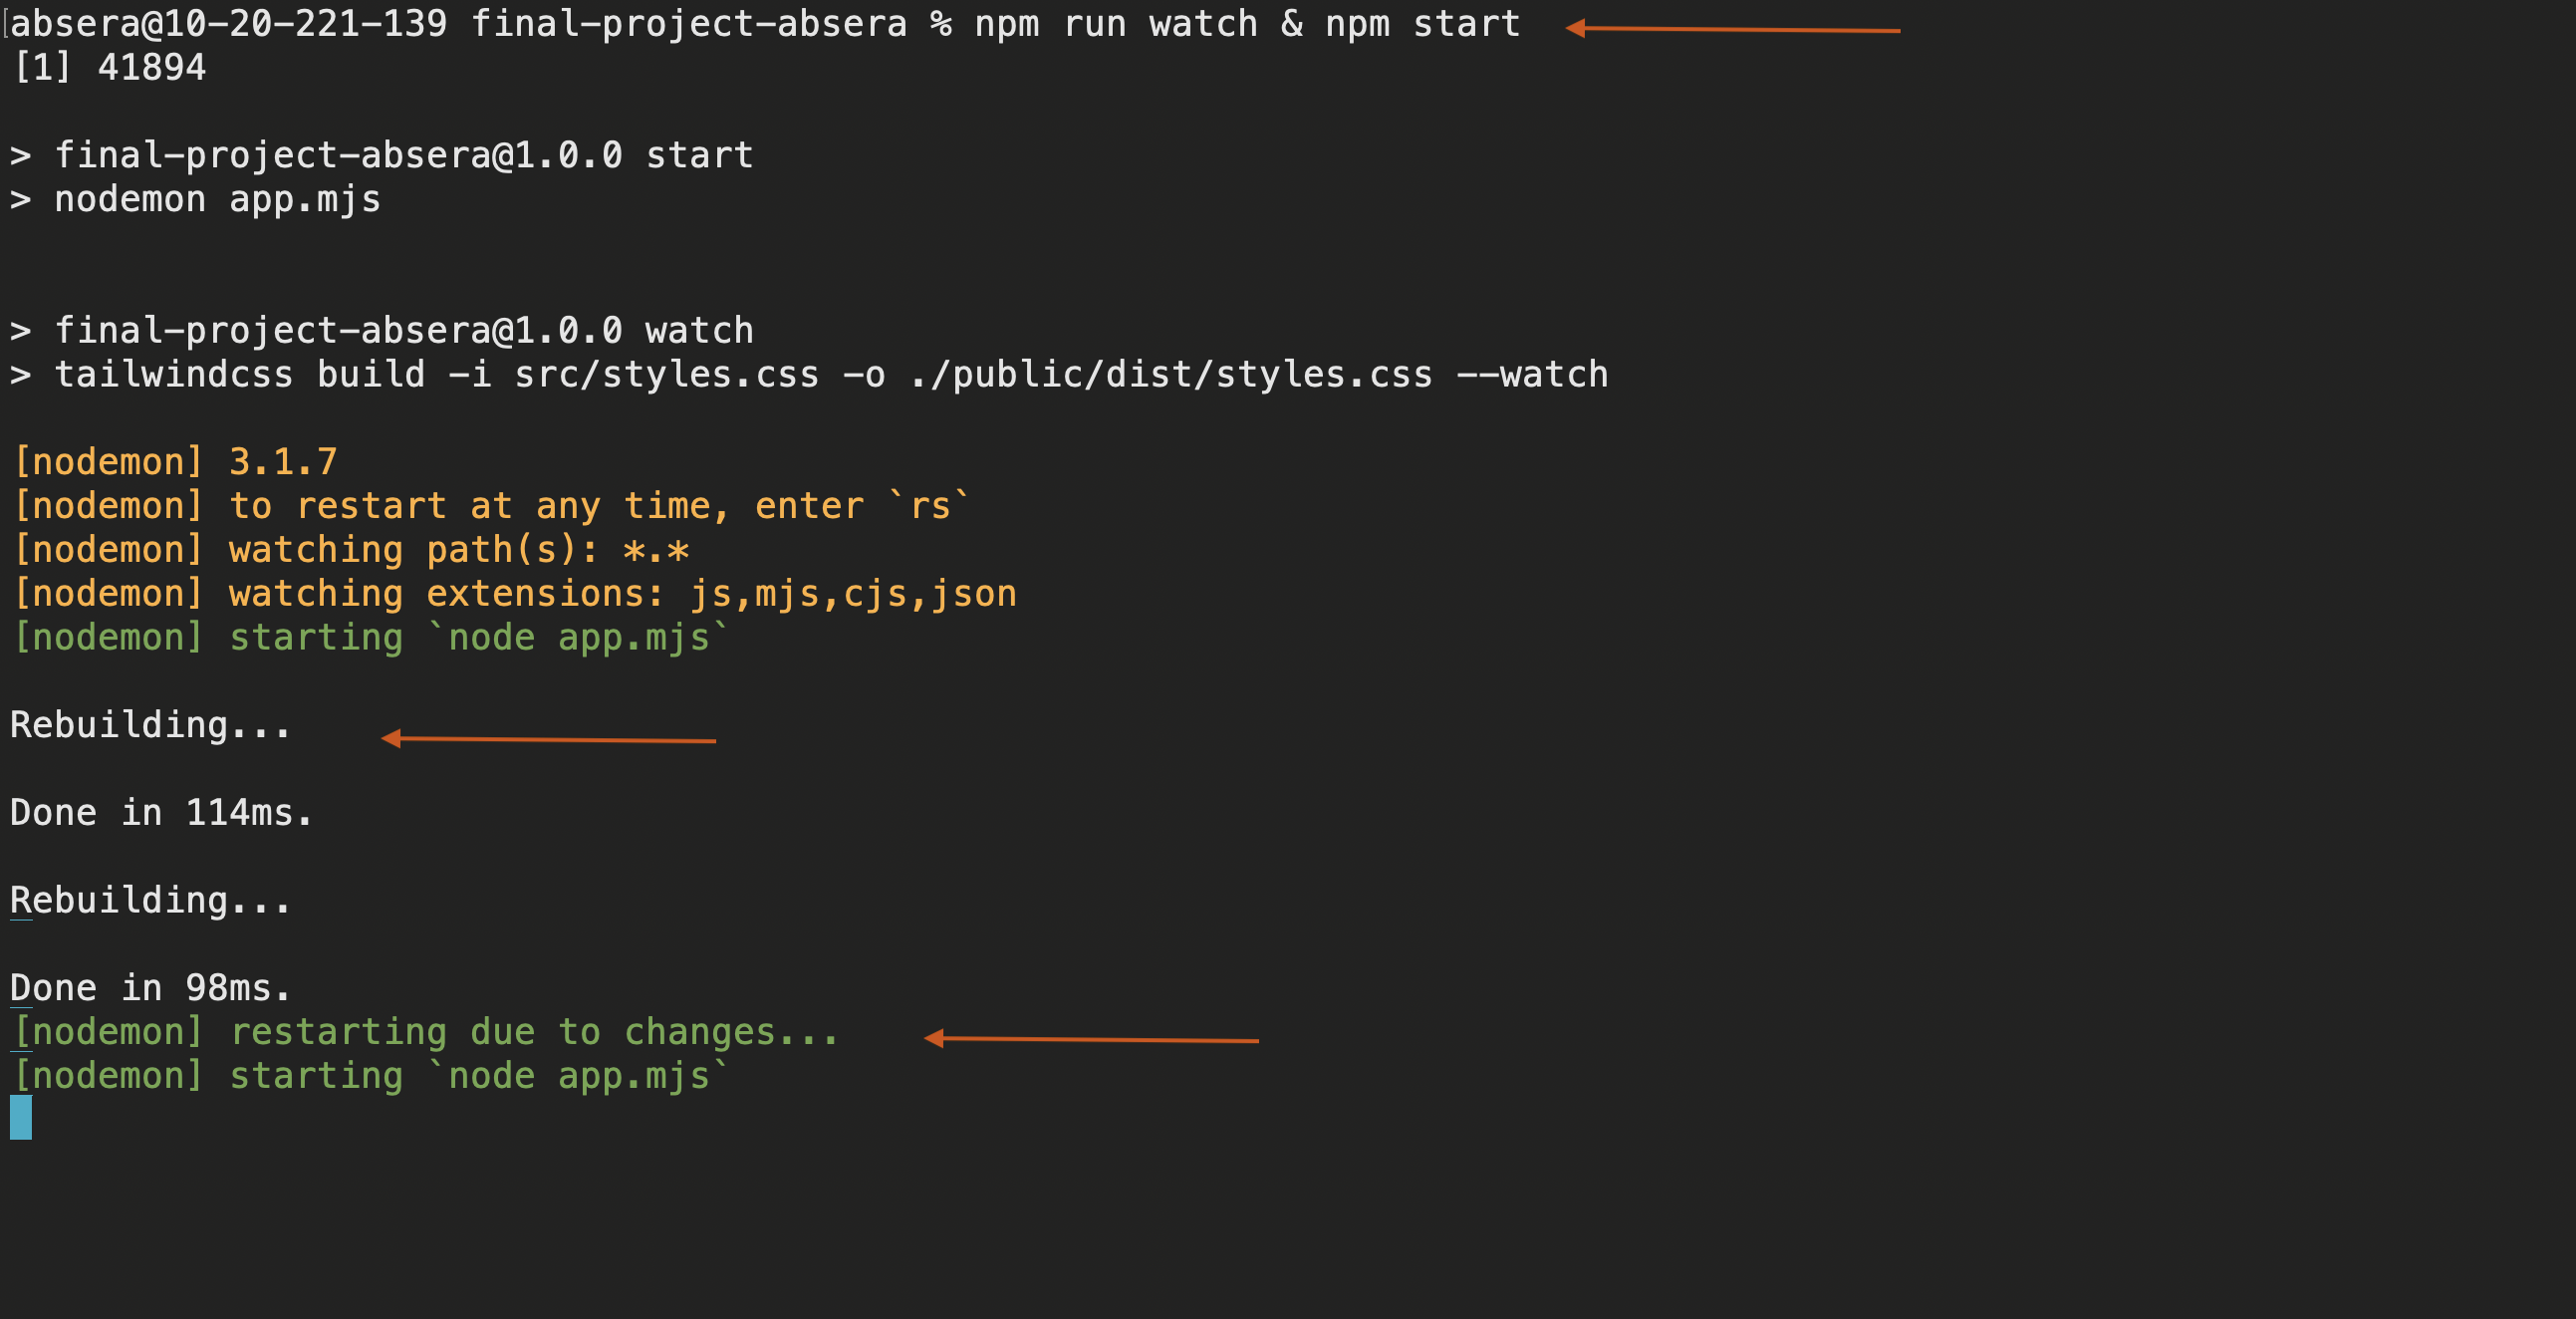 [absera@10-20-221-139 final-project-absera % npm run watch & npm start
[1] 41894
> final-project-absera@1.0.0 start
> nodemon app.mjs
> final-project-absera@1.0.0 watch
> tailwindcss build -i src/styles.css -o ./public/dist/styles.css --watch
[nodemon] 3.1.7
[nodemon] to restart at any time, enter `rs`
[nodemon] watching path(s): *.*
[nodemon] watching extensions: js,mjs,cjs,json
[nodemon] starting `node app.mjs`
Rebuilding...
Done in 114ms.
Rebuilding...
Done in 98ms.
[nodemon] restarting due to changes...
[nodemon] starting `node app.mjs`